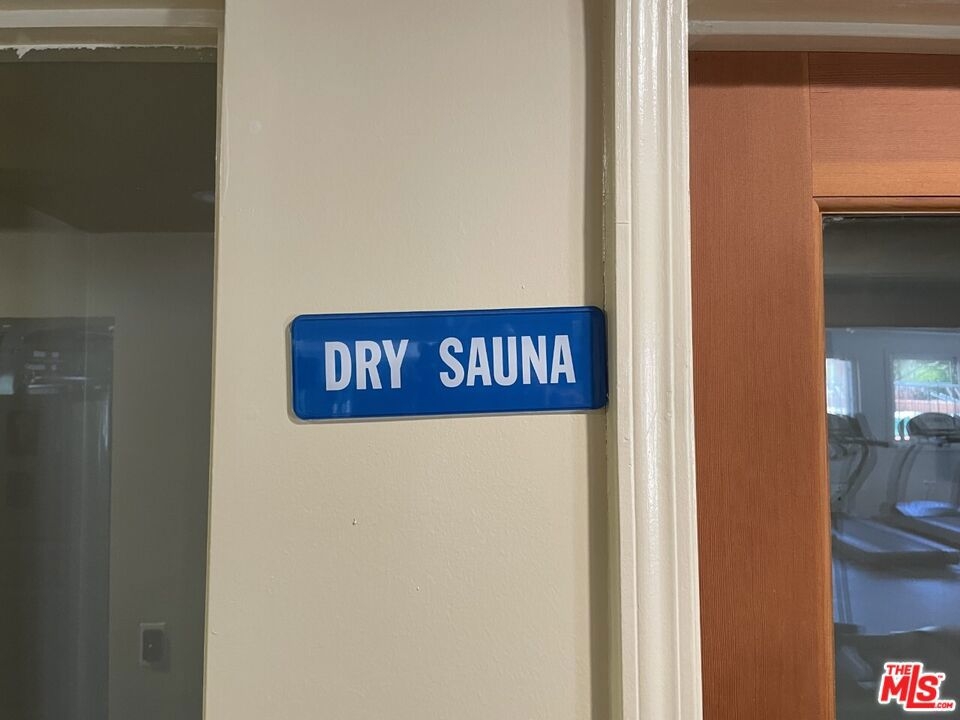 DRY SAUNA
THE
MLS
.COM